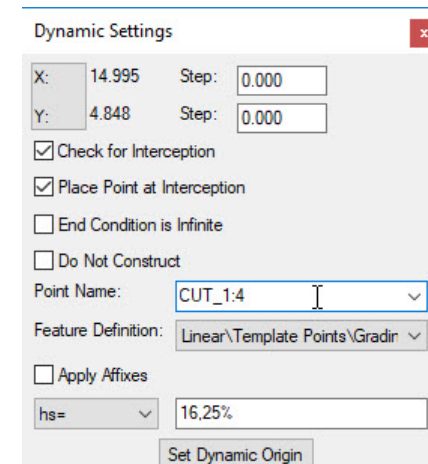 Dynamic Settings
x
X: 14.995 Step: 0.000
Y: 4.848 Step: 0.000
Check for Interception
Place Point at Interception
End Condition is Infinite
Do Not Construct
Point Name: CUT_1:4
Feature Definition: Linear\Template Points\Gradin
Apply Affixes
hs= 16,25%
Set Dynamic Origin